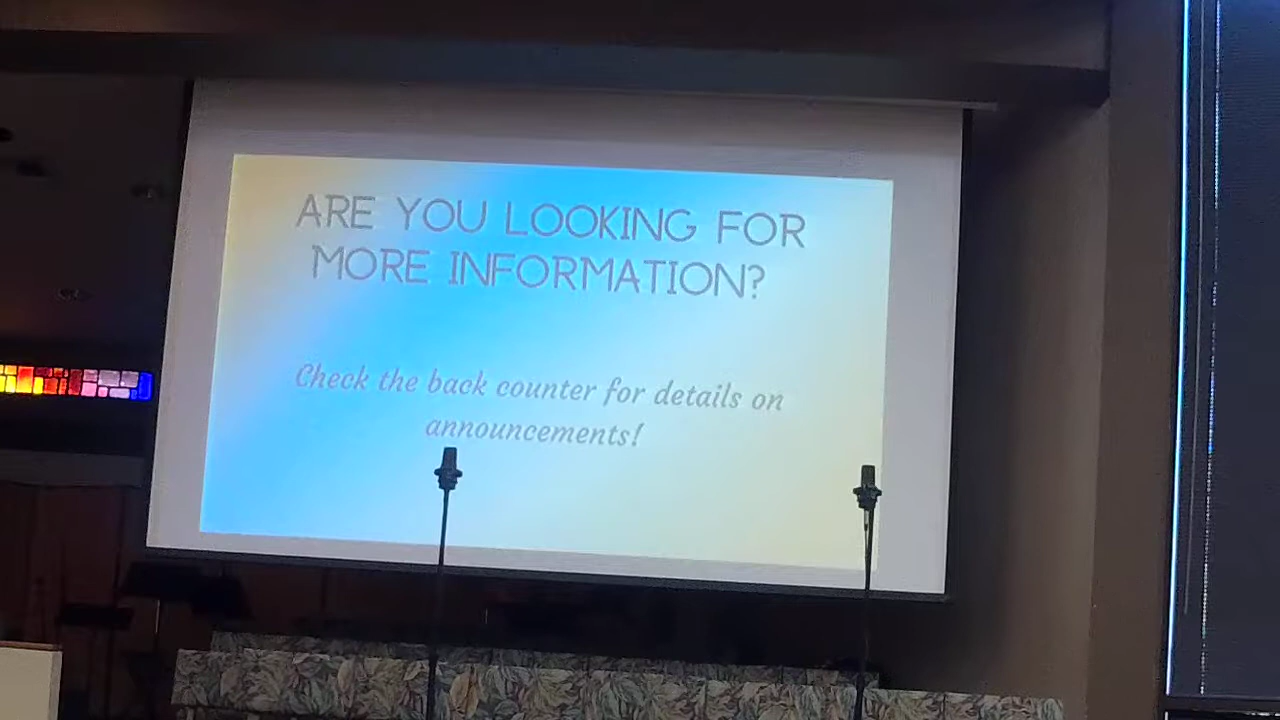 ARE YOU LOOKING FOR
MORE INFORMATION?
Check the back counter for details on
announcements!